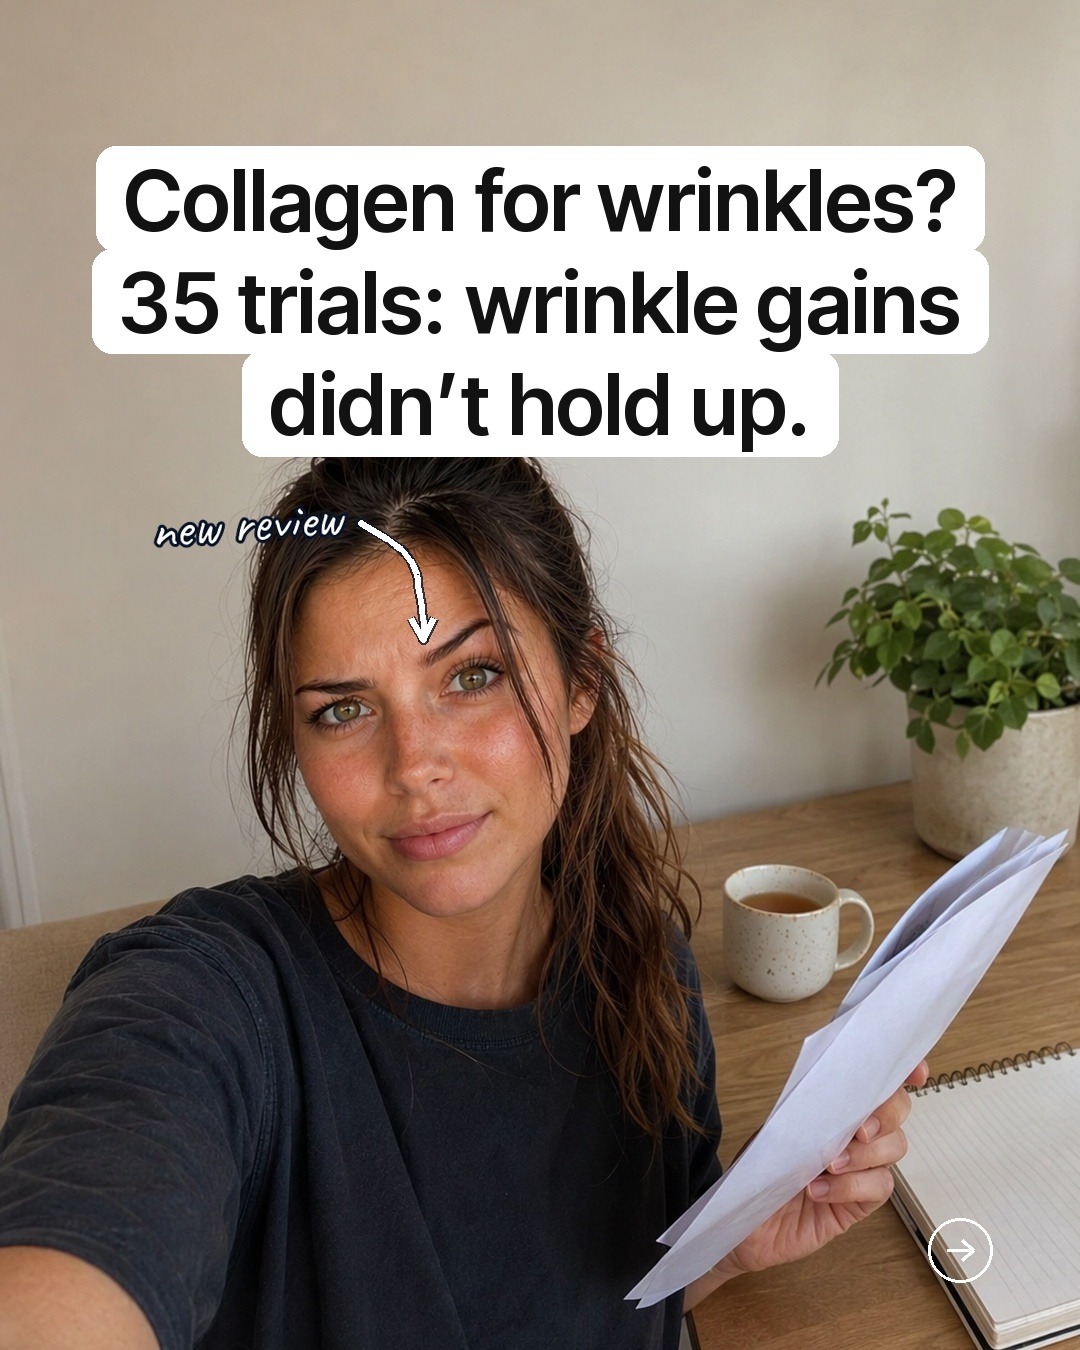 Collagen for wrinkles?
35 trials: wrinkle gains
didn’t hold up.
new review